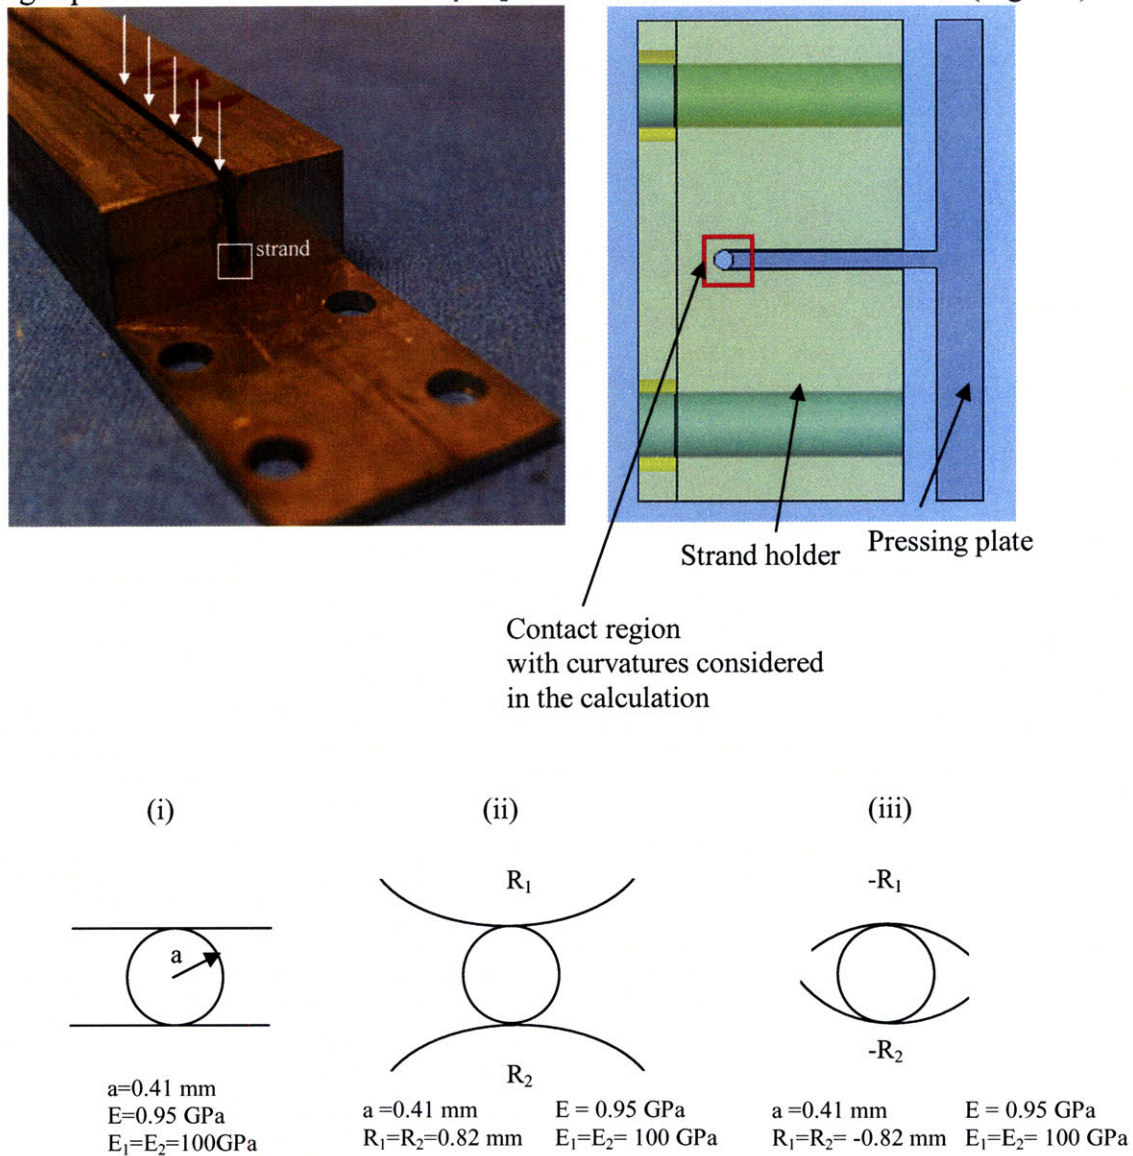 strand
Strand holder
Pressing plate
Contact region
with curvatures considered
in the calculation
(i)
(ii)
(iii)
R₁
-R₁
a
R₂
-R₂
a=0.41 mm
E=0.95 GPa
E₁=E₂=100GPa
a =0.41 mm E = 0.95 GPa
R₁=R₂=0.82 mm E₁=E₂= 100 GPa
a =0.41 mm E = 0.95 GPa
R₁=R₂= -0.82 mm E₁=E₂= 100 GPa